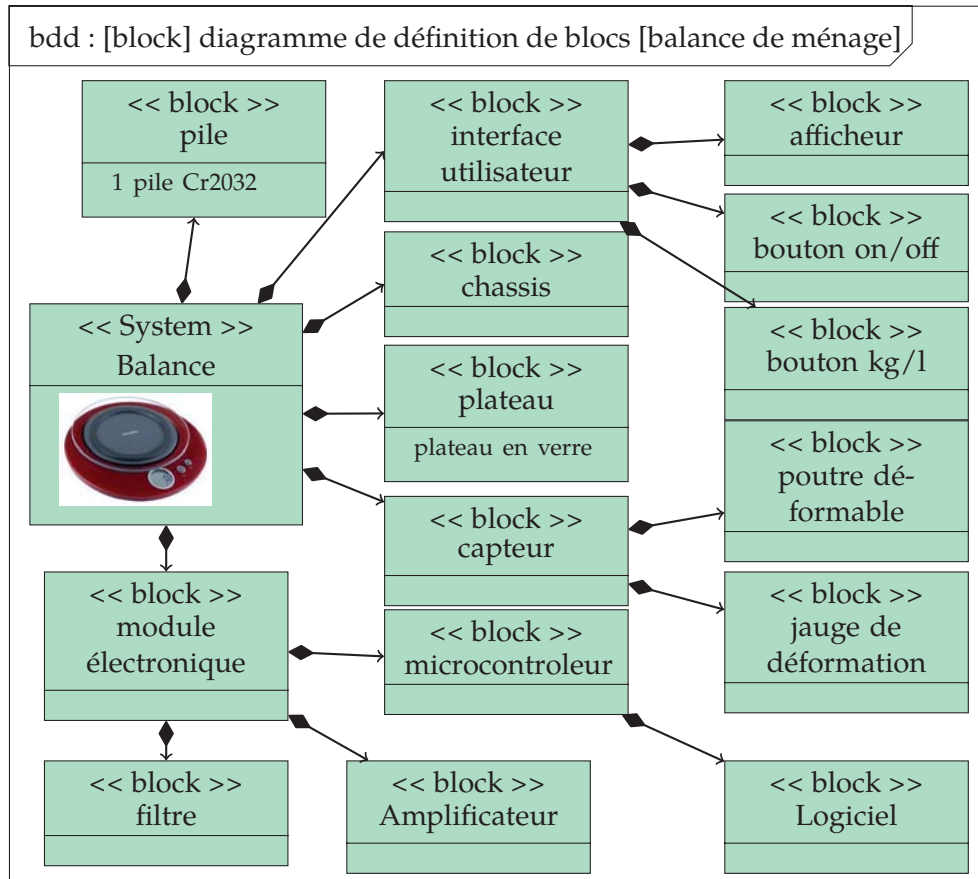 bdd : [block] diagramme de définition de blocs [balance de ménage]
<< block >>
pile
1 pile Cr2032
<< block >>
interface
utilisateur
<< block >>
afficheur
<< block >>
bouton on/off
<< block >>
chassis
<< System >>
Balance
<< block >>
bouton kg/l
<< block >>
plateau
plateau en verre
<< block >>
poutre dé-
formable
<< block >>
capteur
<< block >>
module
électronique
<< block >>
jauge de
déformation
<< block >>
microcontroleur
<< block >>
filtre
<< block >>
Amplificateur
<< block >>
Logiciel